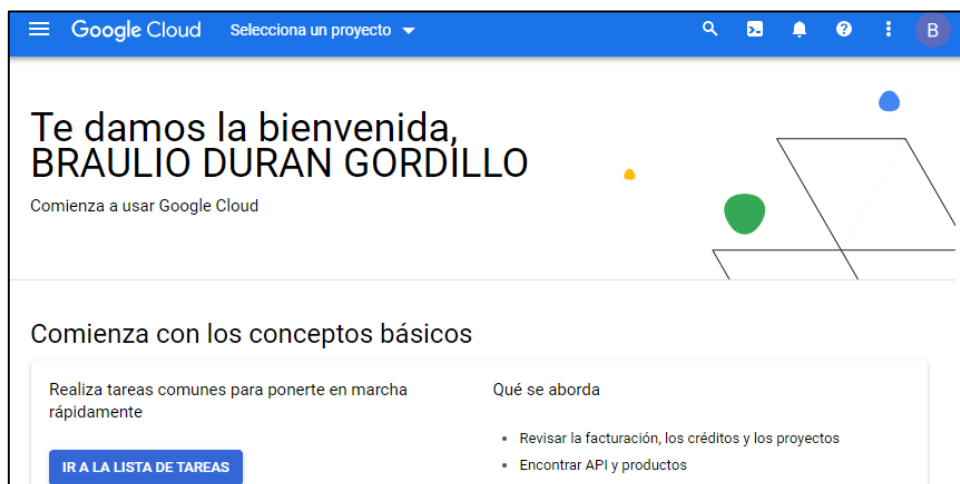 Google Cloud Selecciona un proyecto B
Te damos la bienvenida,
BRAULIO DURAN GORDILLO
Comienza a usar Google Cloud
Comienza con los conceptos básicos
Realiza tareas comunes para ponerte en marcha
rápidamente
IR A LA LISTA DE TAREAS
Qué se aborda
• Revisar la facturación, los créditos y los proyectos
• Encontrar API y productos